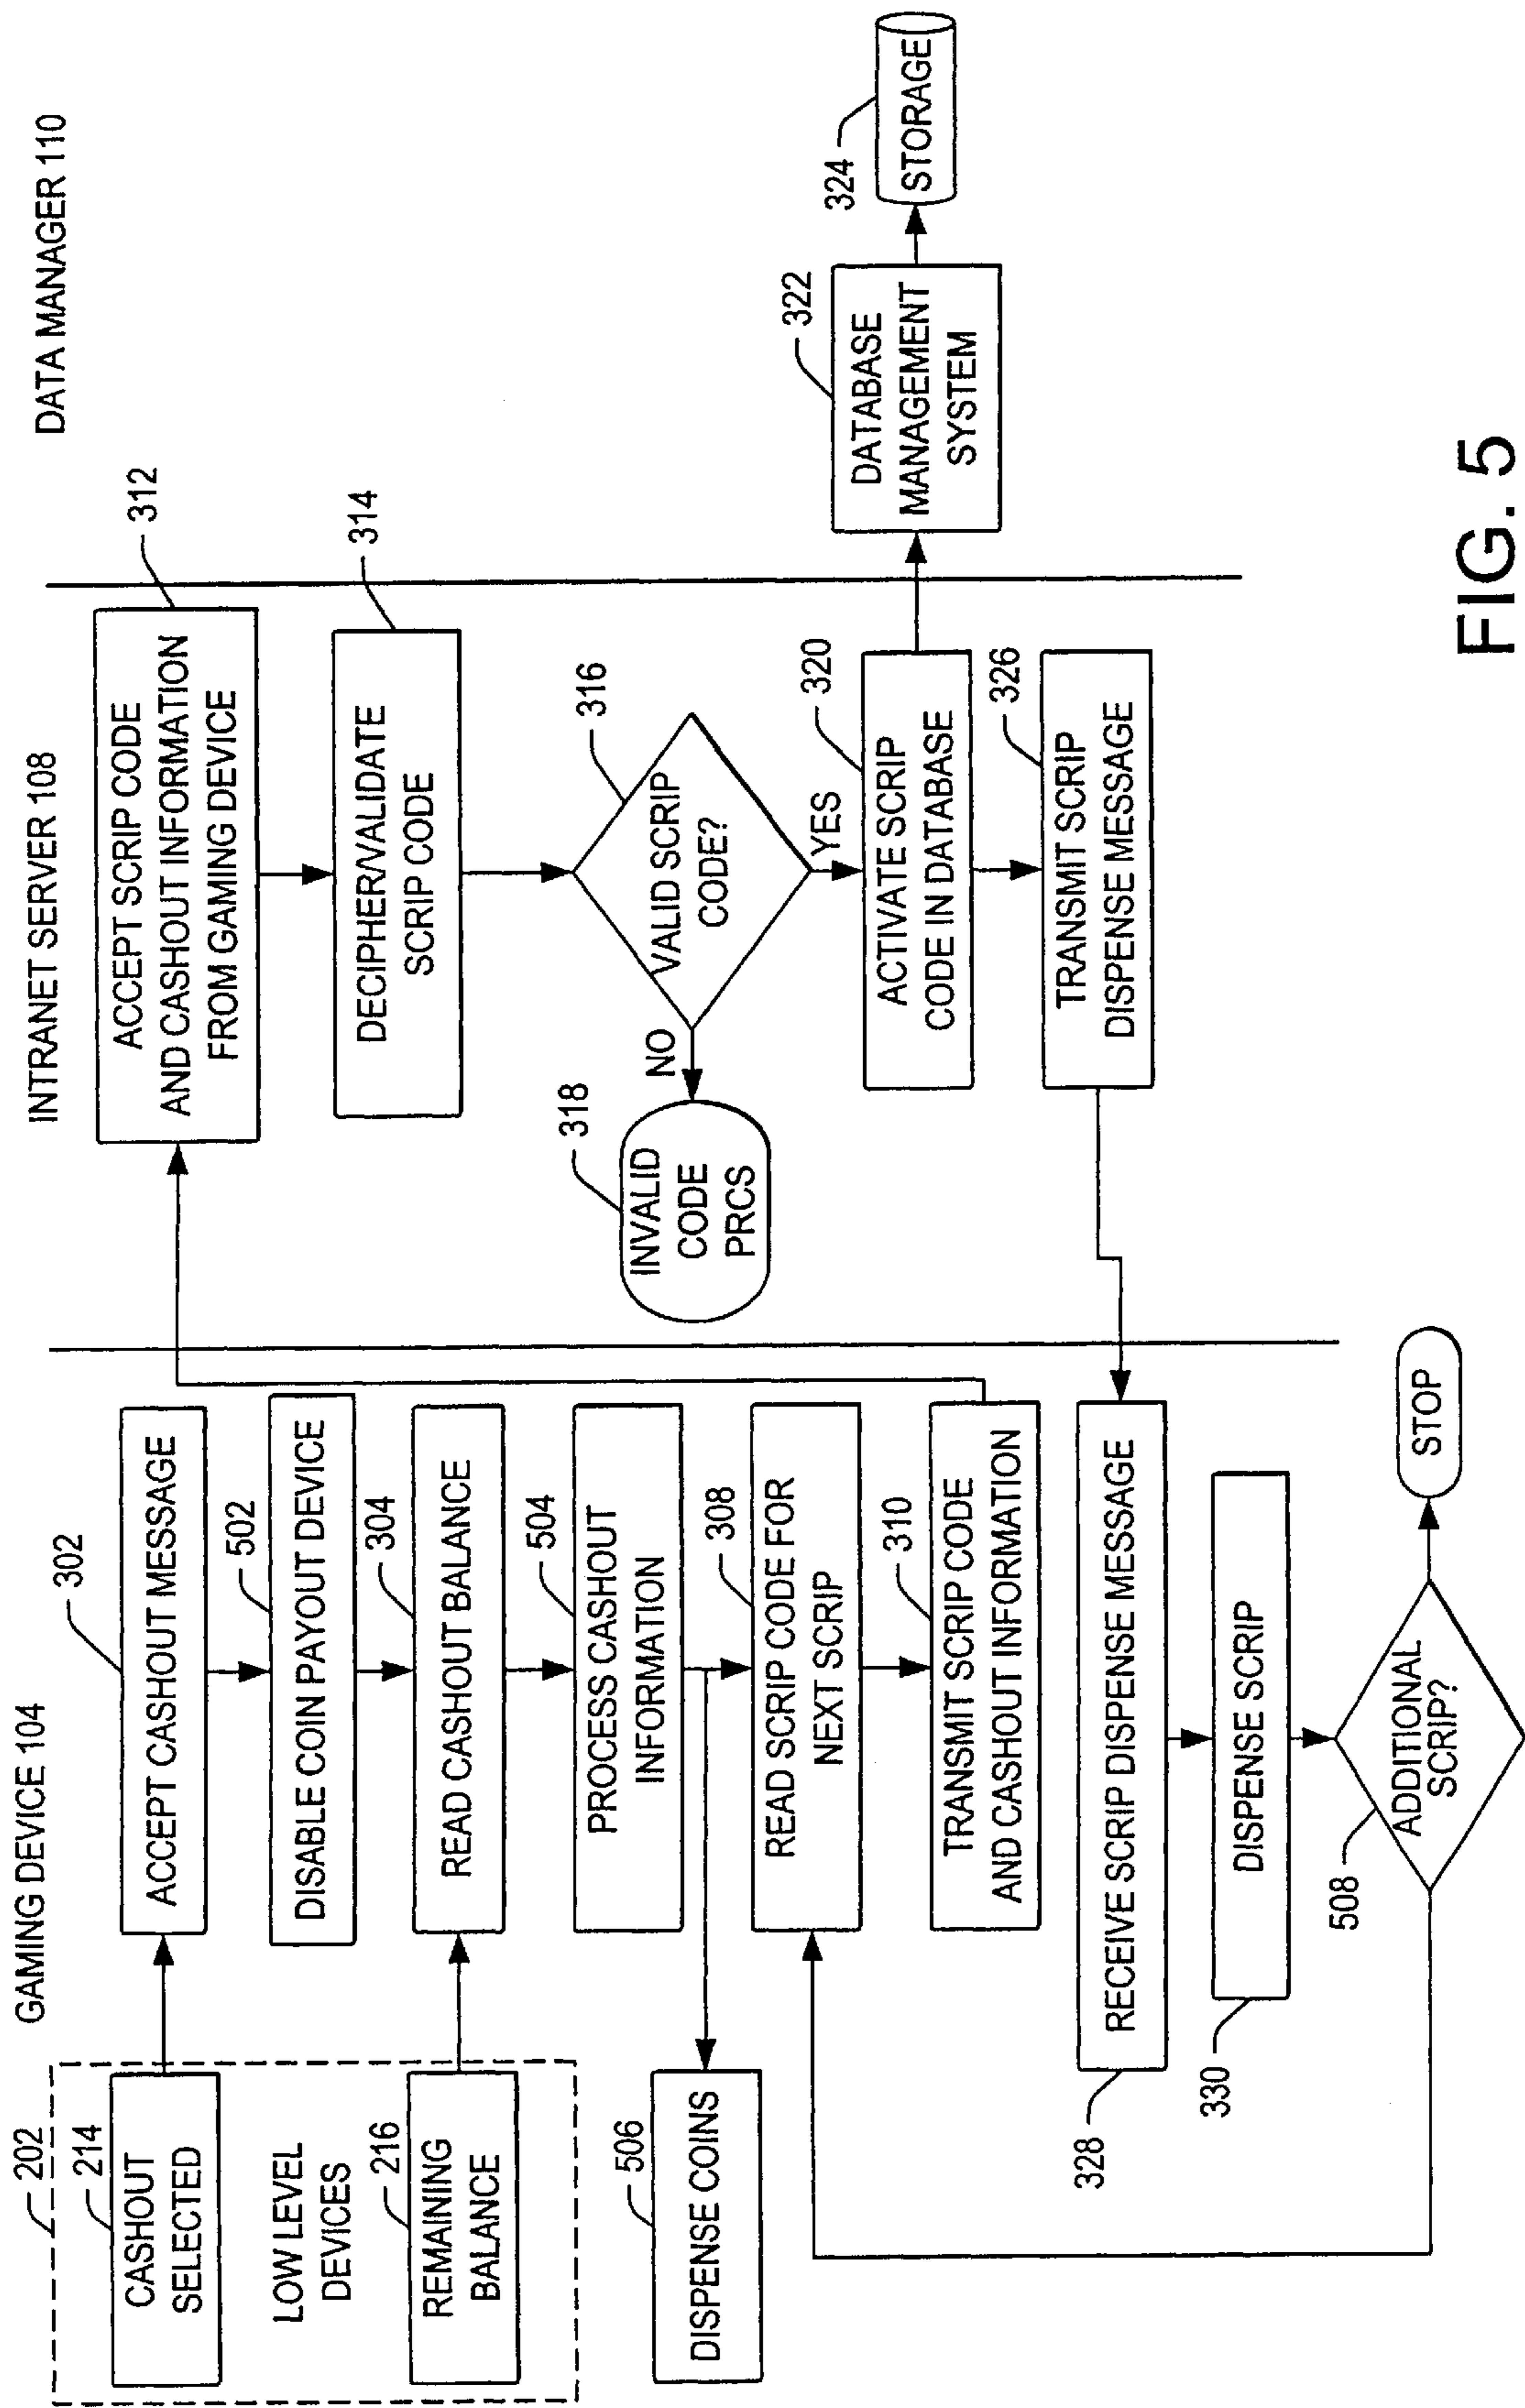 GAMING DEVICE 104
INTRANET SERVER 108
DATA MANAGER 110
202
214
CASHOUT
SELECTED
LOW LEVEL
DEVICES
216
REMAINING
BALANCE
302
ACCEPT CASHOUT MESSAGE
502
DISABLE COIN PAYOUT DEVICE
304
READ CASHOUT BALANCE
504
PROCESS CASHOUT
INFORMATION
506
DISPENSE COINS
308
READ SCRIP CODE FOR
NEXT SCRIP
310
TRANSMIT SCRIP CODE
AND CASHOUT INFORMATION
328
RECEIVE SCRIP DISPENSE MESSAGE
330
DISPENSE SCRIP
508
ADDITIONAL
SCRIP?
STOP
312
ACCEPT SCRIP CODE
AND CASHOUT INFORMATION
FROM GAMING DEVICE
314
DECIPHER/VALIDATE
SCRIP CODE
316
VALID SCRIP
CODE?
NO
318
INVALID
CODE
PRCS
YES
320
ACTIVATE SCRIP
CODE IN DATABASE
326
TRANSMIT SCRIP
DISPENSE MESSAGE
322
DATABASE
MANAGEMENT
SYSTEM
324
STORAGE
FIG. 5